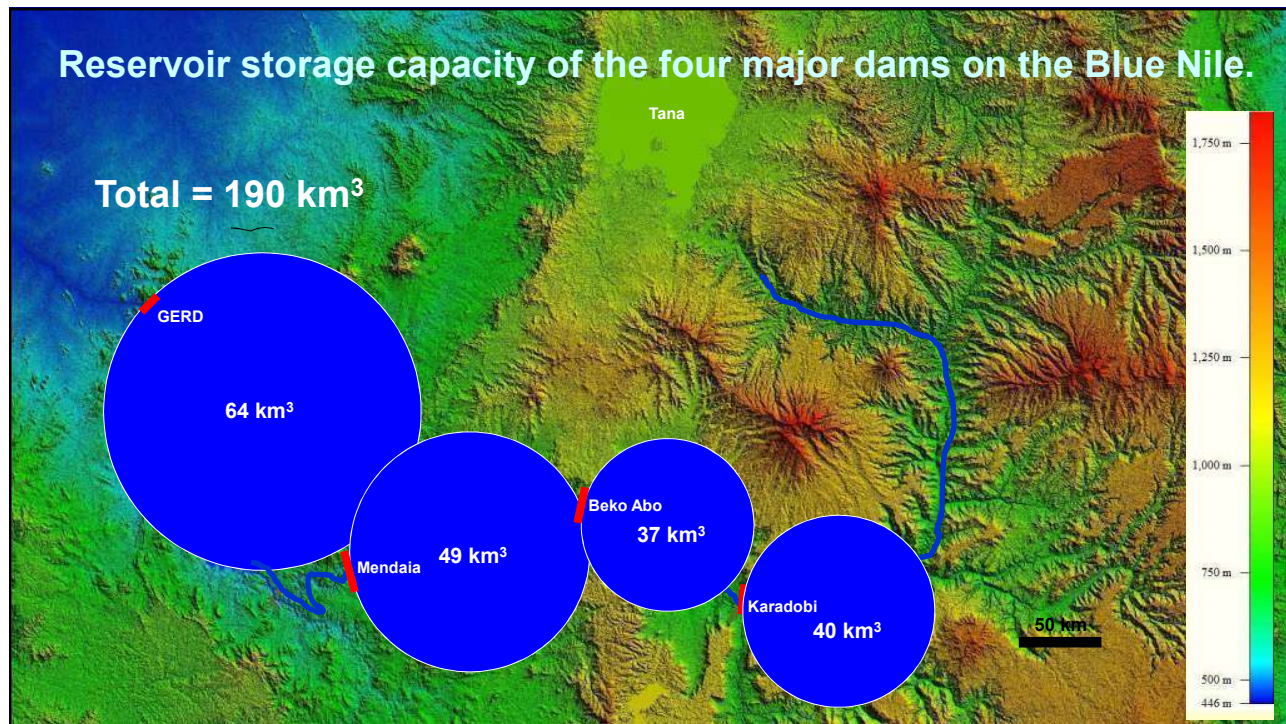 Reservoir storage capacity of the four major dams on the Blue Nile.
Tana
Total = 190 km³
GERD
64 km³
Beko Abo
37 km³
49 km³
Mendaia
Karadobi
40 km³
50 km
1,750 m
1,500 m
1,250 m
1,000 m
750 m
500 m
446 m